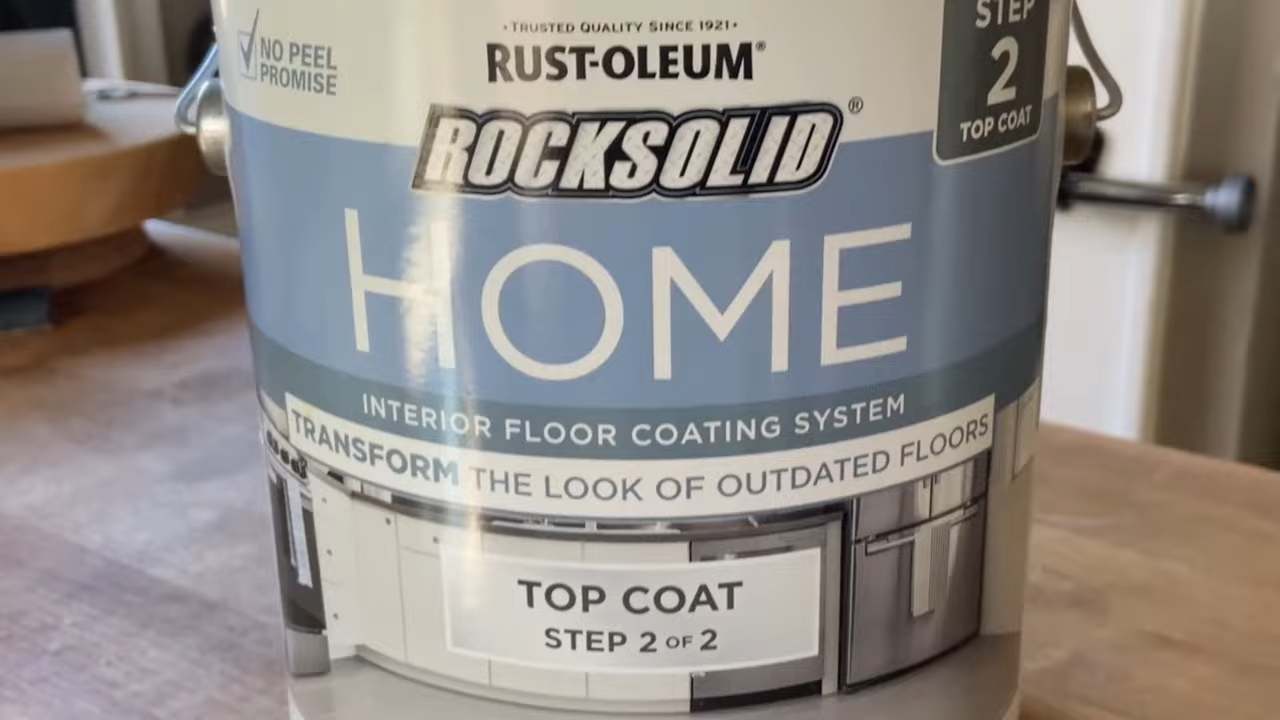 NO PEEL
PROMISE
•TRUSTED QUALITY SINCE 1921•
RUST-OLEUM®
ROCKSOLID®
STEP
2
TOP COAT
HOME
INTERIOR FLOOR COATING SYSTEM
TRANSFORM THE LOOK OF OUTDATED FLOORS
TOP COAT
STEP 2 OF 2